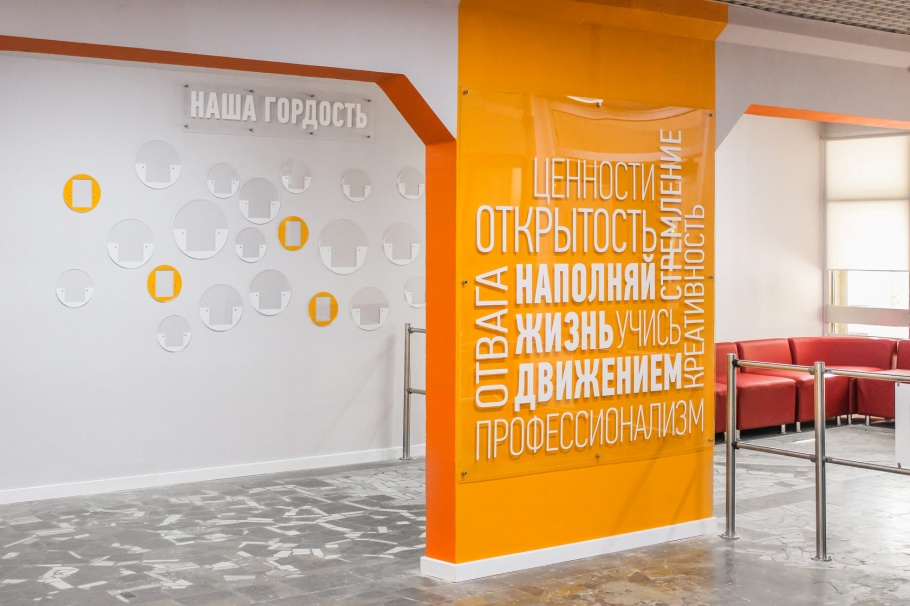 НАША ГОРДОСТЬ
ЦЕННОСТИ
ОТКРЫТОСТЬ
СТРЕМЛЕНИЕ
КРЕАТИВНОСТЬ
ОТВАГА
НАПОЛНЯЙ
ЖИЗНЬ УЧИСЬ
ДВИЖЕНИЕМ
ПРОФЕССИОНАЛИЗМ